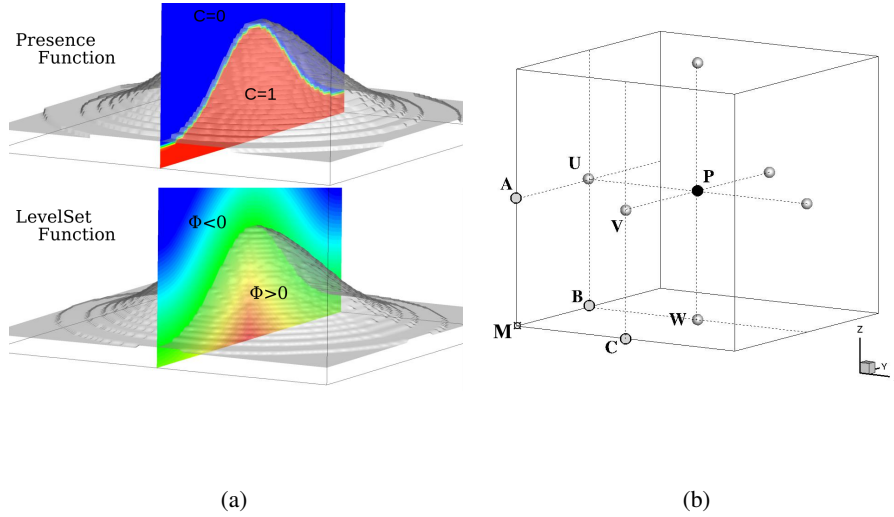 Presence
Function
C=0
C=1
LevelSet
Function
Φ<0
Φ>0
(a)
U
P
A
V
B
W
M
C
Z
Y
(b)